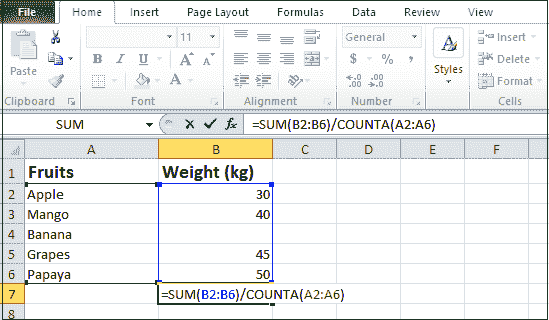 File Home Insert Page Layout Formulas Data Review View
Paste
11
B I U
General
$ % ,
Styles
Insert
Delete
Format
Clipboard Font Alignment Number Cells
SUM fx =SUM(B2:B6)/COUNTA(A2:A6)
A B C D E F
1 Fruits Weight (kg)
2 Apple 30
3 Mango 40
4 Banana
5 Grapes 45
6 Papaya 50
7 =SUM(B2:B6)/COUNTA(A2:A6)
8